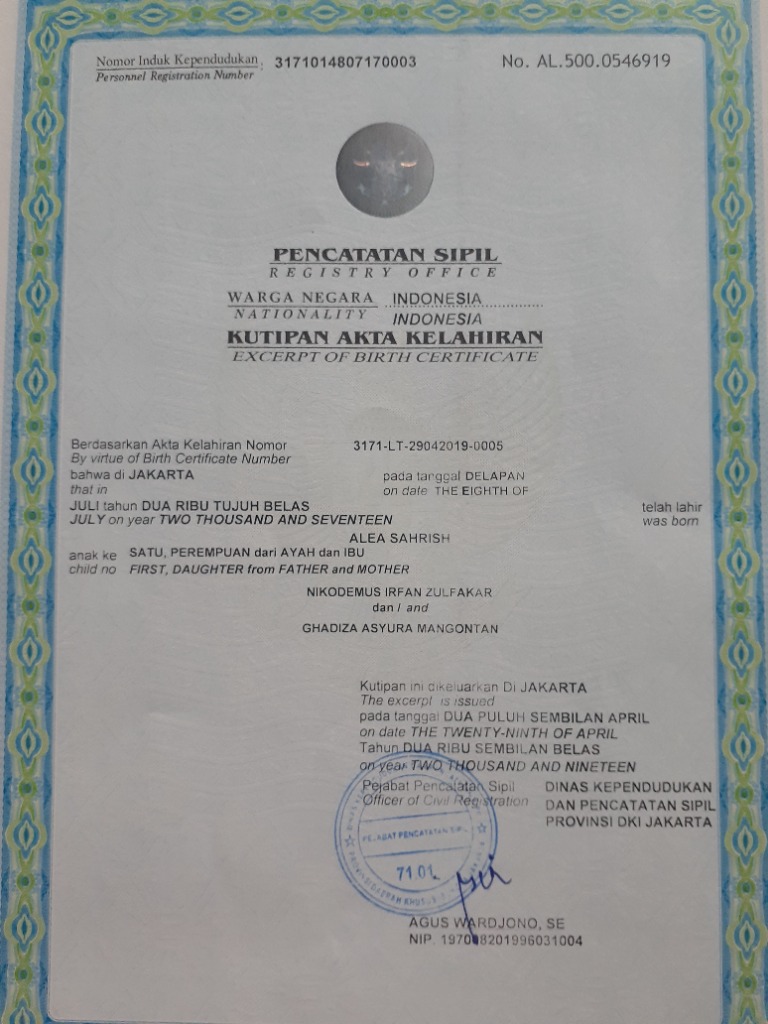 Nomor Induk Kependudukan : 3171014807170003 No. AL.500.0546919
Personnel Registration Number
PENCATATAN SIPIL
REGISTRY OFFICE
WARGA NEGARA INDONESIA
NATIONALITY INDONESIA
KUTIPAN AKTA KELAHIRAN
EXCERPT OF BIRTH CERTIFICATE
Berdasarkan Akta Kelahiran Nomor 3171-LT-29042019-0005
By virtue of Birth Certificate Number
bahwa di JAKARTA pada tanggal DELAPAN
that in on date THE EIGHTH OF
JULI tahun DUA RIBU TUJUH BELAS telah lahir
JULY on year TWO THOUSAND AND SEVENTEEN was born
ALEA SAHRISH
anak ke SATU, PEREMPUAN dari AYAH dan IBU
child no FIRST, DAUGHTER from FATHER and MOTHER
NIKODEMUS IRFAN ZULFAKAR
dan / and
GHADIZA ASYURA MANGONTAN
Kutipan ini dikeluarkan Di JAKARTA
The excerpt is issued
pada tanggal DUA PULUH SEMBILAN APRIL
on date THE TWENTY-NINTH OF APRIL
Tahun DUA RIBU SEMBILAN BELAS
on year TWO THOUSAND AND NINETEEN
Pejabat Pencatatan Sipil DINAS KEPENDUDUKAN
Officer of Civil Registration DAN PENCATATAN SIPIL
PROVINSI DKI JAKARTA
PEJABAT PENCATATAN SIPIL
71.01.
AGUS WARDJONO, SE
NIP.